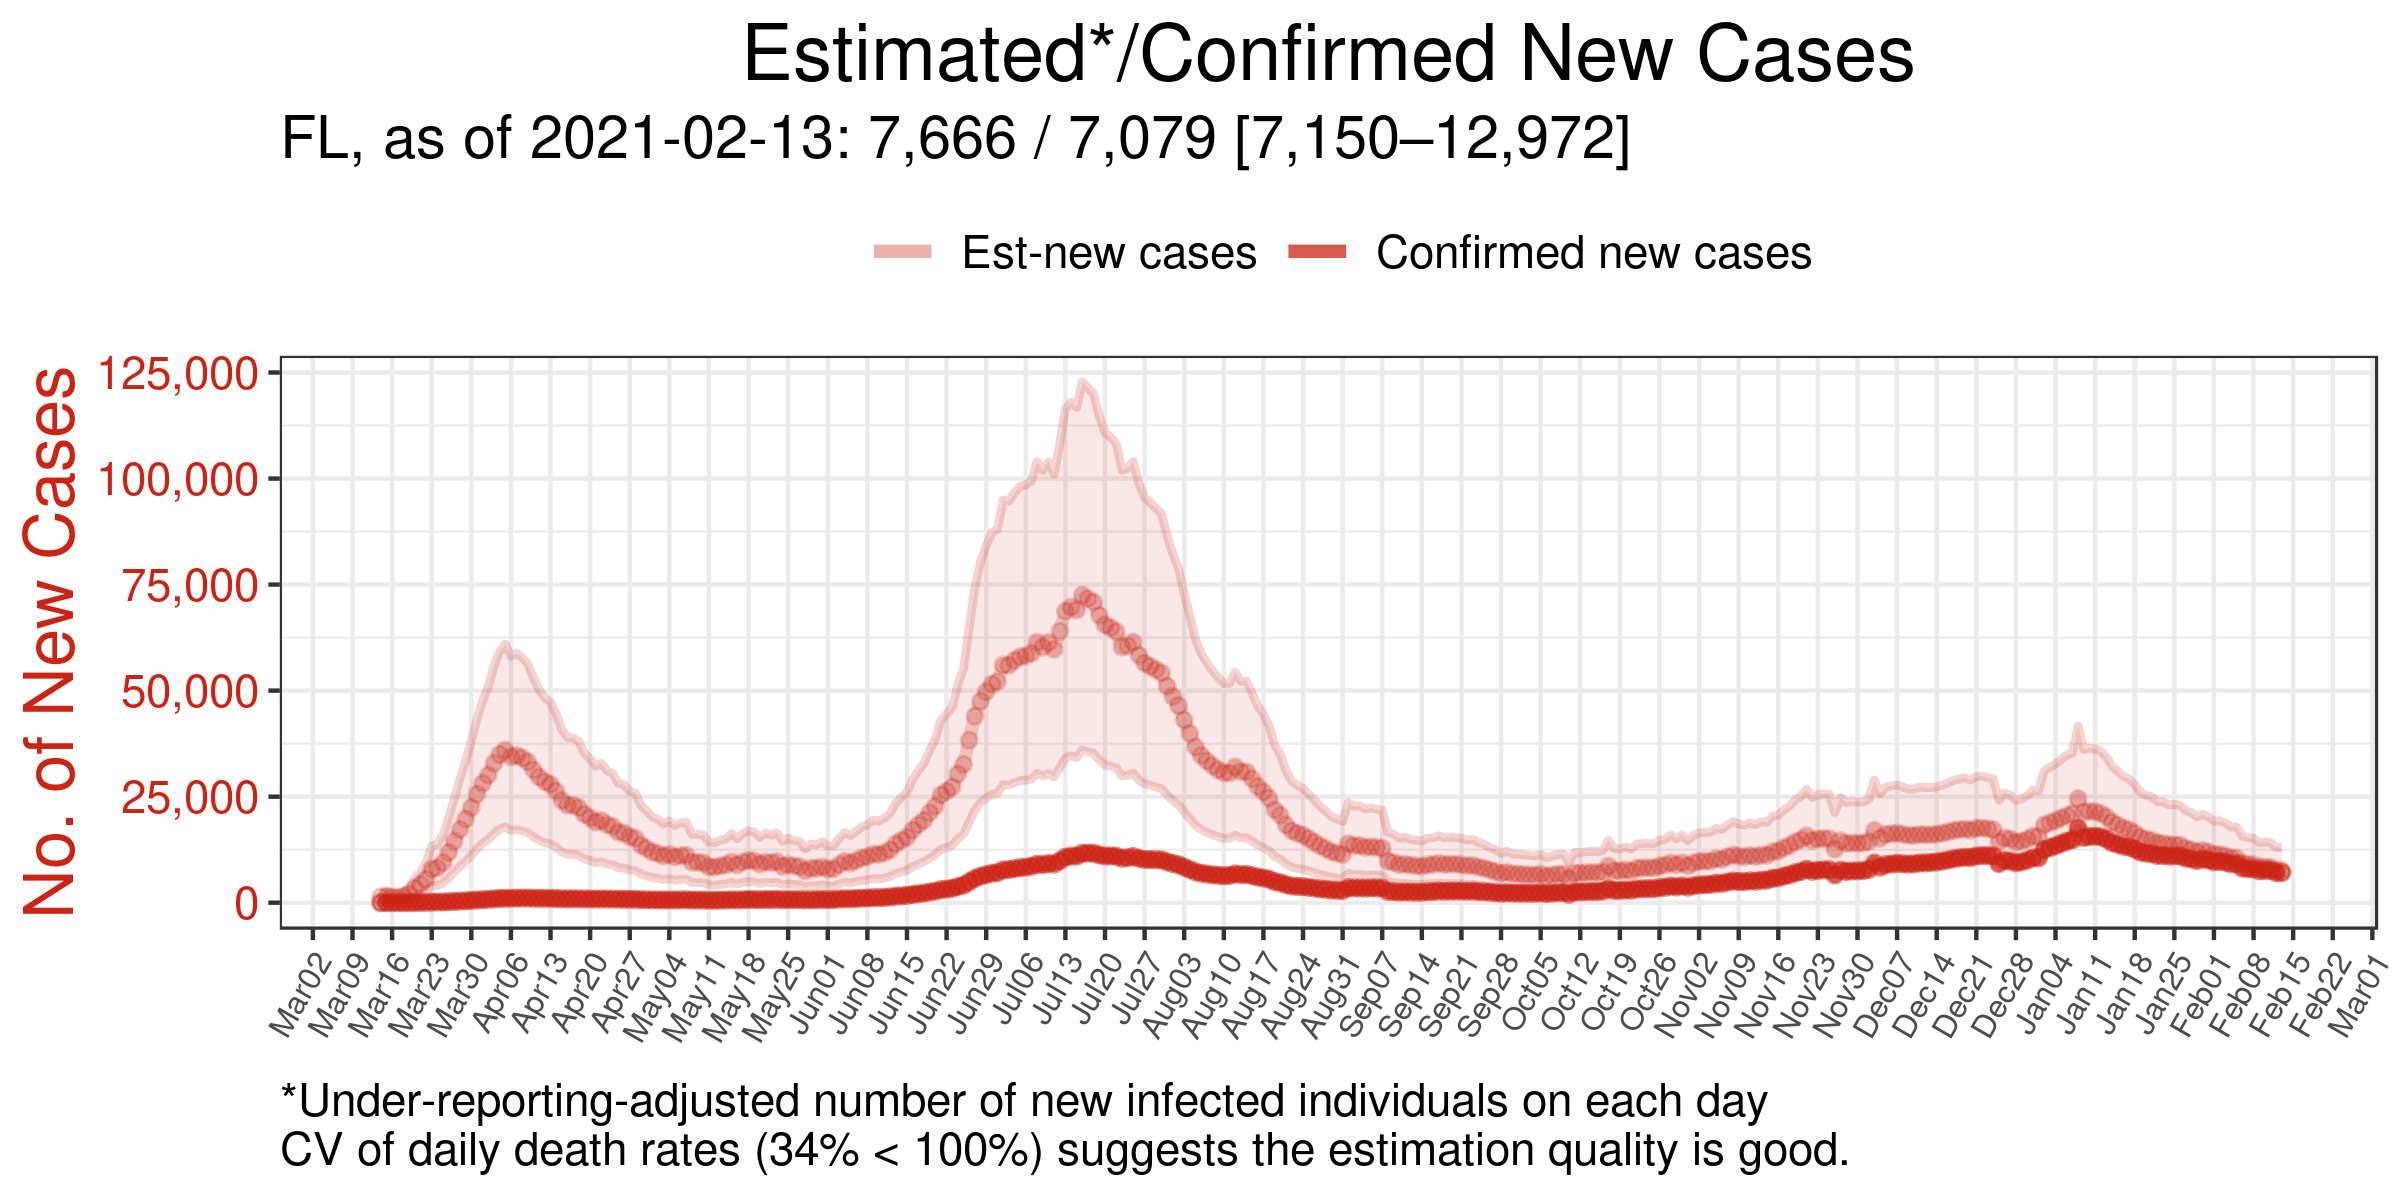 Estimated*/Confirmed New Cases
FL, as of 2021-02-13: 7,666 / 7,079 [7,150–12,972]
Est-new cases
Confirmed new cases
No. of New Cases
125,000
100,000
75,000
50,000
25,000
0
Mar02
Mar09
Mar16
Mar23
Mar30
Apr06
Apr13
Apr20
Apr27
May04
May11
May18
May25
Jun01
Jun08
Jun15
Jun22
Jun29
Jul06
Jul13
Jul20
Jul27
Aug03
Aug10
Aug17
Aug24
Aug31
Sep07
Sep14
Sep21
Sep28
Oct05
Oct12
Oct19
Oct26
Nov02
Nov09
Nov16
Nov23
Nov30
Dec07
Dec14
Dec21
Dec28
Jan04
Jan11
Jan18
Jan25
Feb01
Feb08
Feb15
Feb22
Mar01
*Under-reporting-adjusted number of new infected individuals on each day
CV of daily death rates (34% < 100%) suggests the estimation quality is good.